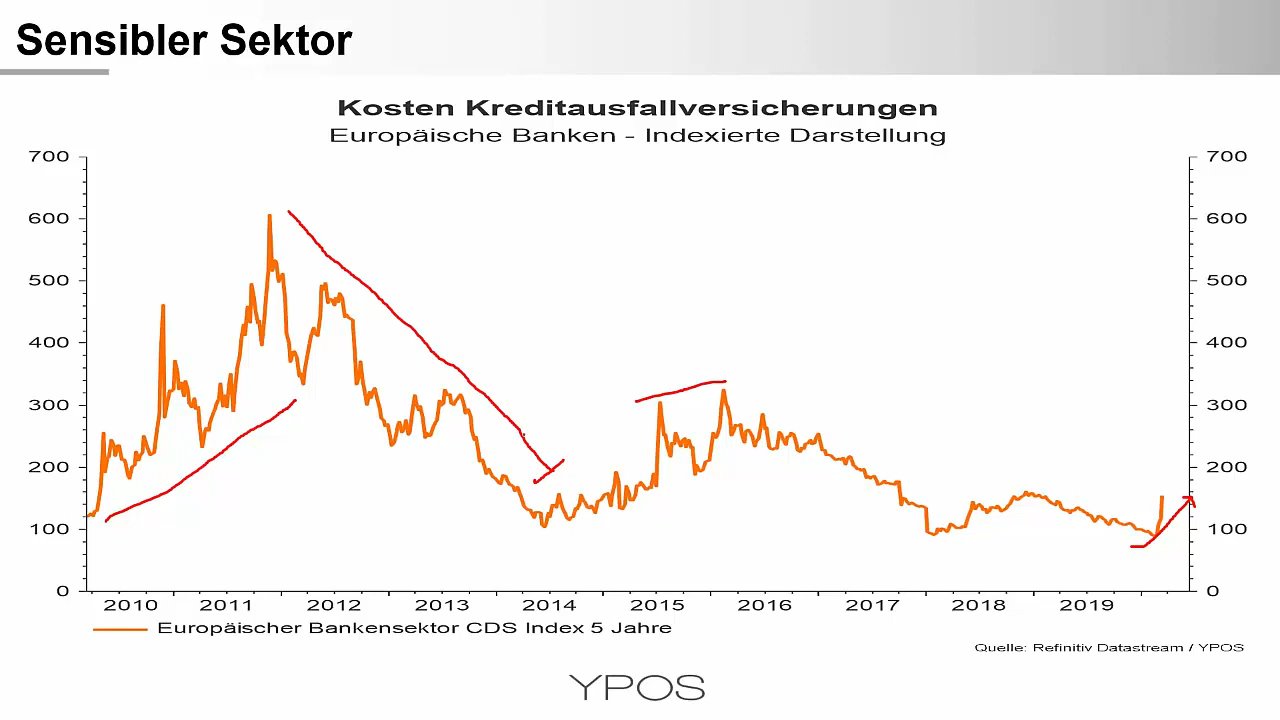 Sensibler Sektor
Kosten Kreditausfallversicherungen
Europäische Banken - Indexierte Darstellung
700 700
600 600
500 500
400 400
300 300
200 200
100 100
0 0
2010 2011 2012 2013 2014 2015 2016 2017 2018 2019
Europäischer Bankensektor CDS Index 5 Jahre
Quelle: Refinitiv Datastream / YPOS
YPOS